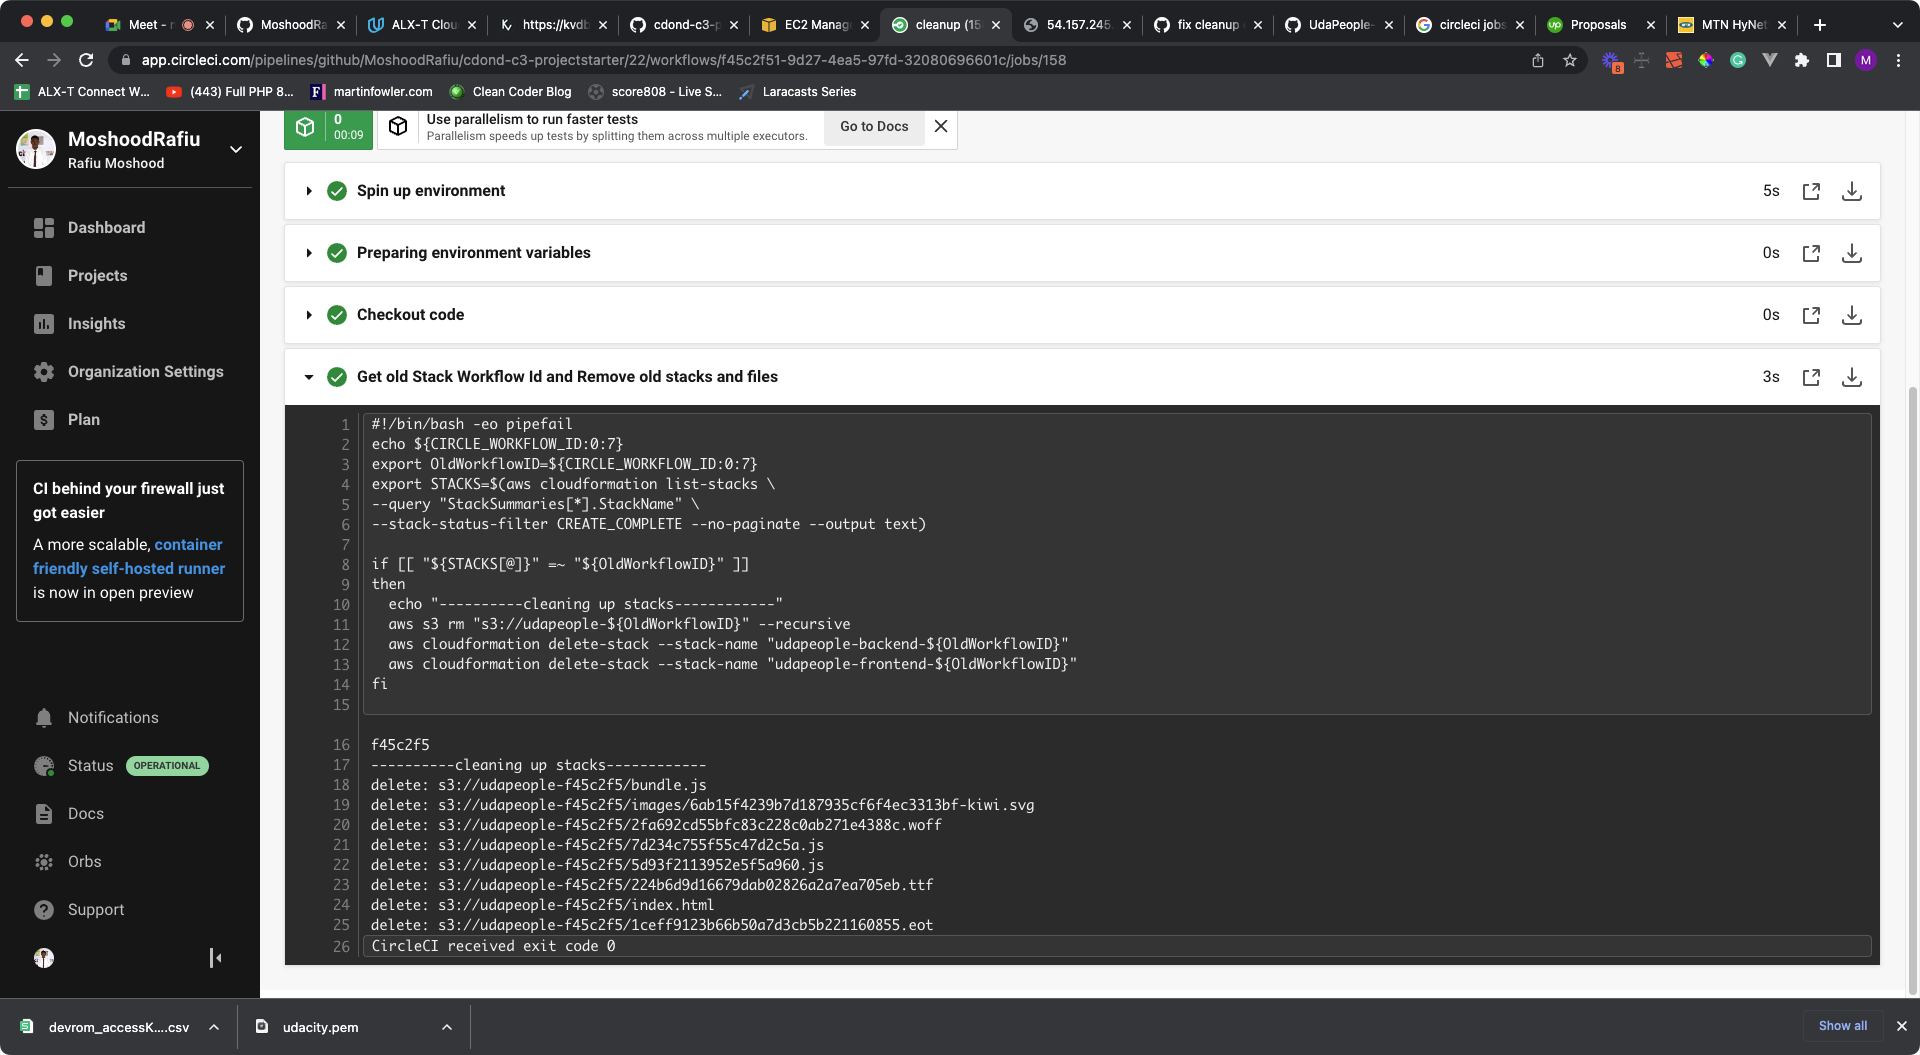 Meet - r
MoshoodRa
ALX-T Clou
https://kvdb
cdond-c3-p
EC2 Manag
cleanup (15
54.157.245.
fix cleanup
UdaPeople-
circleci jobs
Proposals
MTN HyNet
app.circleci.com/pipelines/github/MoshoodRafiu/cdond-c3-projectstarter/22/workflows/f45c2f51-9d27-4ea5-97fd-32080696601c/jobs/158
8
M
ALX-T Connect W...
(443) Full PHP 8...
martinfowler.com
Clean Coder Blog
score808 - Live S...
Laracasts Series
MoshoodRafiu
Rafiu Moshood
Dashboard
Projects
Insights
Organization Settings
Plan
CI behind your firewall just
got easier
A more scalable, container
friendly self-hosted runner
is now in open preview
Notifications
Status OPERATIONAL
Docs
Orbs
Support
0
00:09
Use parallelism to run faster tests
Parallelism speeds up tests by splitting them across multiple executors.
Go to Docs
Spin up environment 5s
Preparing environment variables 0s
Checkout code 0s
Get old Stack Workflow Id and Remove old stacks and files 3s
1 #!/bin/bash -eo pipefail
2 echo ${CIRCLE_WORKFLOW_ID:0:7}
3 export OldWorkflowID=${CIRCLE_WORKFLOW_ID:0:7}
4 export STACKS=$(aws cloudformation list-stacks \
5 --query "StackSummaries[*].StackName" \
6 --stack-status-filter CREATE_COMPLETE --no-paginate --output text)
7
8 if [[ "${STACKS[@]}" =~ "${OldWorkflowID}" ]]
9 then
10 echo "----------cleaning up stacks------------"
11 aws s3 rm "s3://udapeople-${OldWorkflowID}" --recursive
12 aws cloudformation delete-stack --stack-name "udapeople-backend-${OldWorkflowID}"
13 aws cloudformation delete-stack --stack-name "udapeople-frontend-${OldWorkflowID}"
14 fi
15
16 f45c2f5
17 ----------cleaning up stacks------------
18 delete: s3://udapeople-f45c2f5/bundle.js
19 delete: s3://udapeople-f45c2f5/images/6ab15f4239b7d187935cf6f4ec3313bf-kiwi.svg
20 delete: s3://udapeople-f45c2f5/2fa692cd55bfc83c228c0ab271e4388c.woff
21 delete: s3://udapeople-f45c2f5/7d234c755f55c47d2c5a.js
22 delete: s3://udapeople-f45c2f5/5d93f2113952e5f5a960.js
23 delete: s3://udapeople-f45c2f5/224b6d9d16679dab02826a2a7ea705eb.ttf
24 delete: s3://udapeople-f45c2f5/index.html
25 delete: s3://udapeople-f45c2f5/1ceff9123b66b50a7d3cb5b221160855.eot
26 CircleCI received exit code 0
devrom_accessK....csv
udacity.pem
Show all